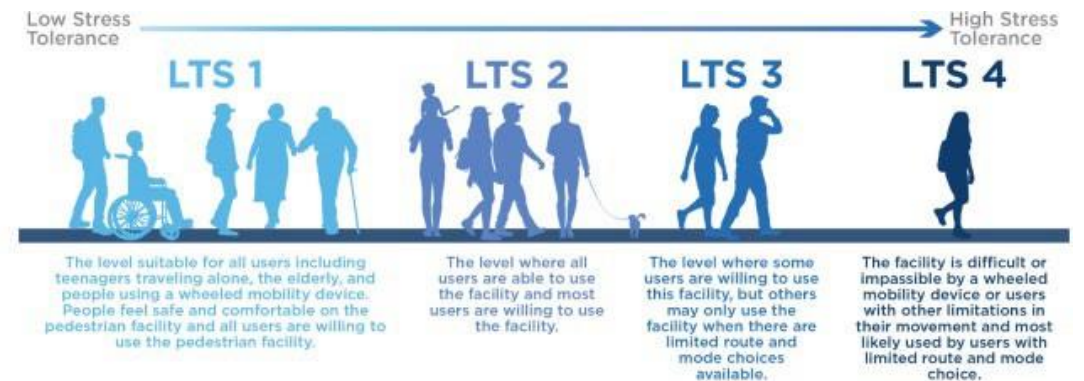 Low Stress
Tolerance
High Stress
Tolerance
LTS 1
LTS 2
LTS 3
LTS 4
The level suitable for all users including
teenagers traveling alone, the elderly, and
people using a wheeled mobility device.
People feel safe and comfortable on the
pedestrian facility and all users are willing to
use the pedestrian facility.
The level where all
users are able to use
the facility and most
users are willing to use
the facility.
The level where some
users are willing to use
this facility, but others
may only use the
facility when there are
limited route and
mode choices
available.
The facility is difficult or
impassible by a wheeled
mobility device or users
with other limitations in
their movement and most
likely used by users with
limited route and mode
choice.